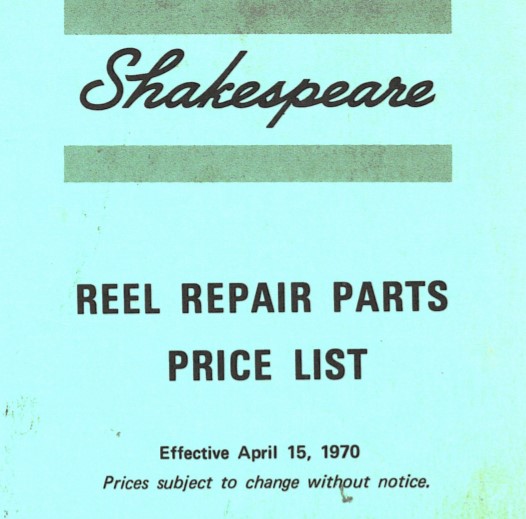 Shakespeare
REEL REPAIR PARTS
PRICE LIST
Effective April 15, 1970
Prices subject to change without notice.